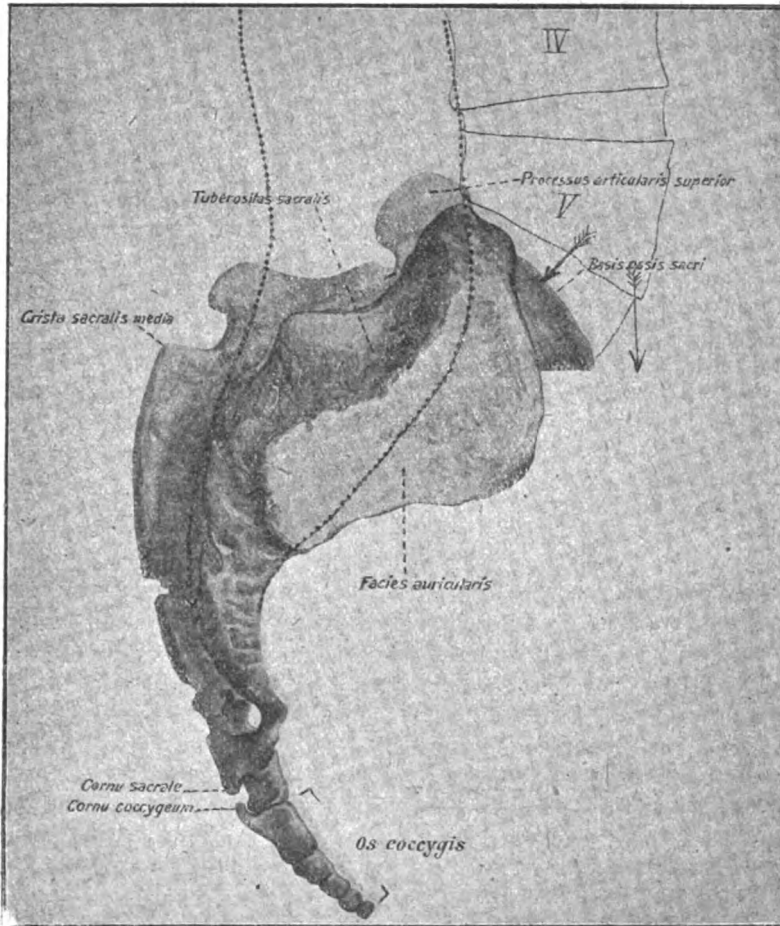 IV
Processus articularis superior
Tuberositas sacralis
V
Basis ossis sacri
Crista sacralis media
Facies auricularis
Cornu sacrale
Cornu coccygeum
Os coccygis